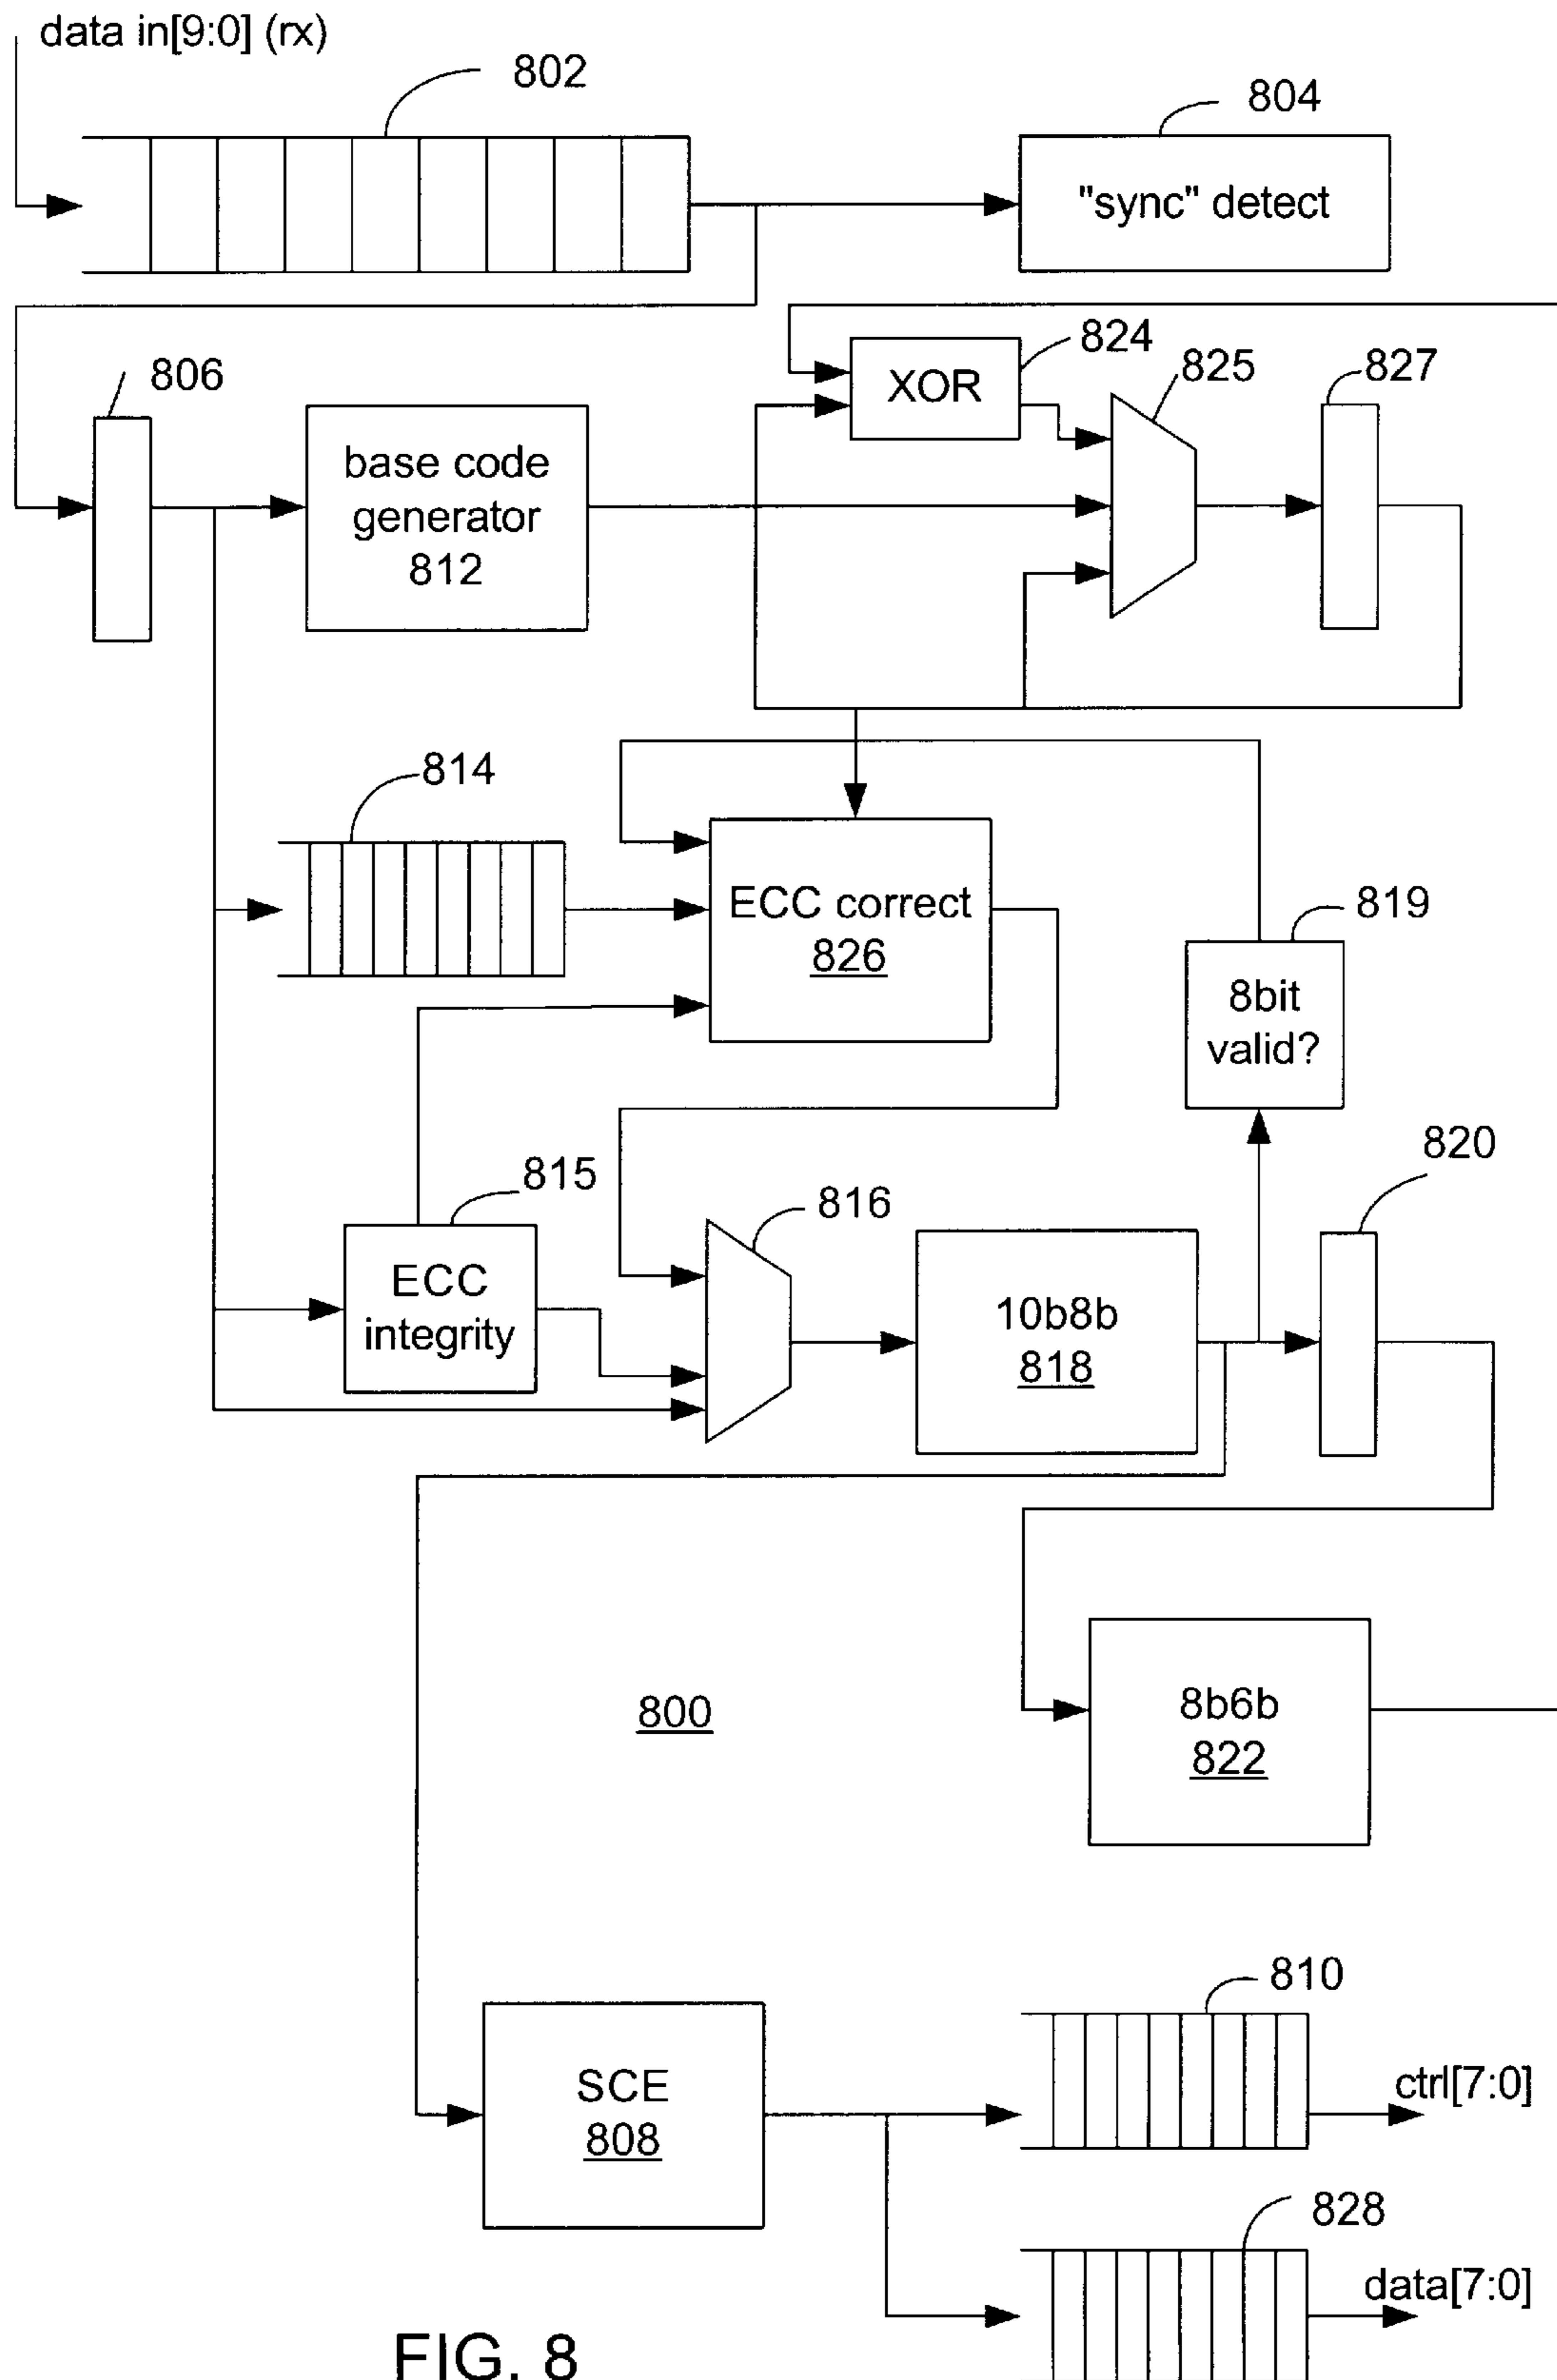 data in[9:0] (rx)
802
804
"sync" detect
806
824
XOR
825
827
base code
generator
812
814
ECC correct
826
819
8bit
valid?
820
815
816
ECC
integrity
10b8b
818
800
8b6b
822
810
SCE
808
ctrl[7:0]
828
data[7:0]
FIG. 8